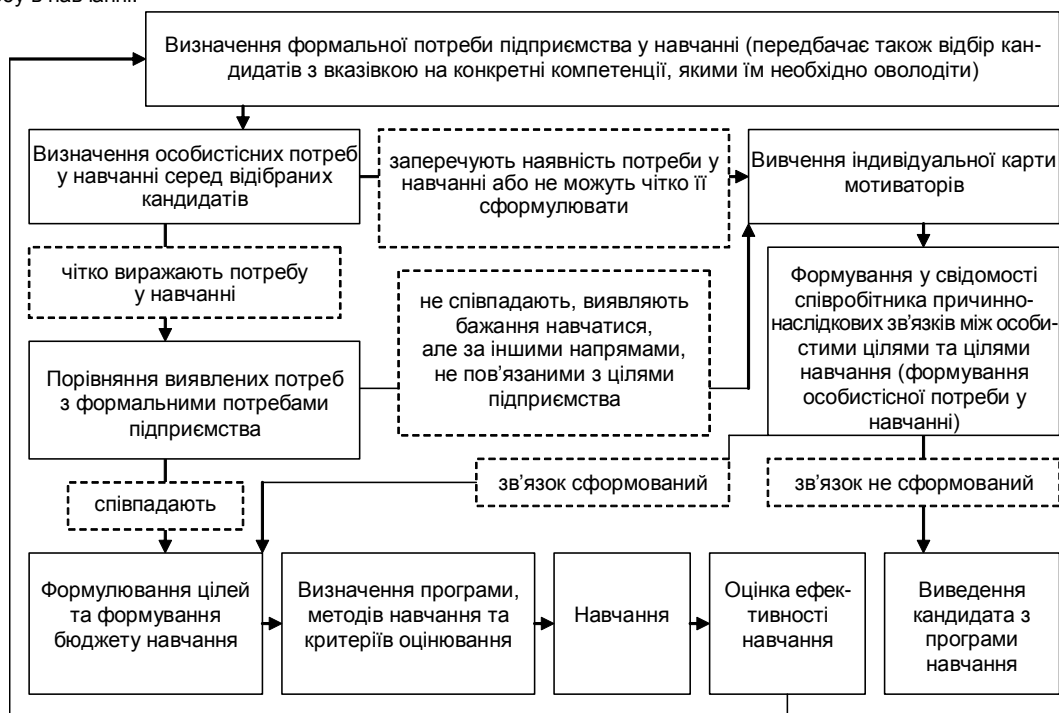 Визначення формальної потреби підприємства у навчанні (передбачає також відбір кан-
дидатів з вказівкою на конкретні компетенції, якими їм необхідно оволодіти)
Визначення особистісних потреб
у навчанні серед відібраних
кандидатів
заперечують наявність потреби у
навчанні або не можуть чітко її
сформулювати
Вивчення індивідуальної карти
мотиваторів
чітко виражають потребу
у навчанні
не співпадають, виявляють
бажання навчатися,
але за іншими напрямами,
не пов’язаними з цілями
підприємства
Формування у свідомості
співробітника причинно-
наслідкових зв’язків між особи-
стими цілями та цілями
навчання (формування
особистісної потреби у
навчанні)
Порівняння виявлених потреб
з формальними потребами
підприємства
співпадають
зв’язок сформований
зв’язок не сформований
Формулювання цілей
та формування
бюджету навчання
Визначення програми,
методів навчання та
критеріїв оцінювання
Навчання
Оцінка ефек-
тивності
навчання
Виведення
кандидата з
програми
навчання